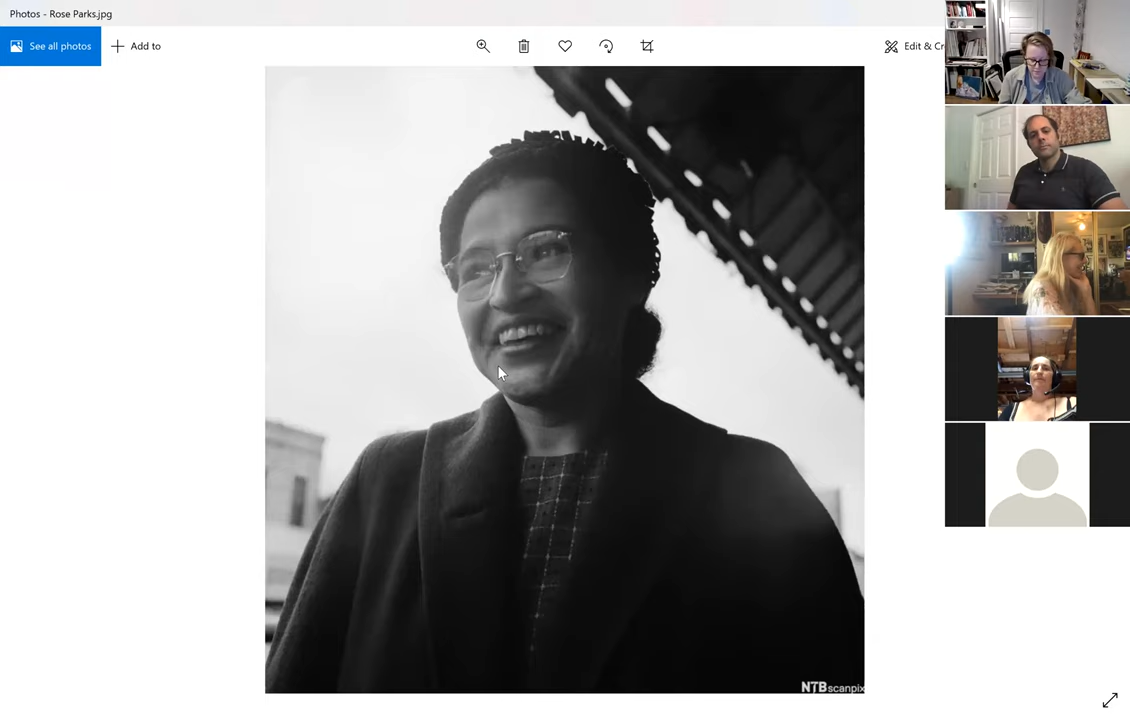 Photos - Rose Parks.jpg
See all photos
Add to
Edit & Cr
NTBscanpix